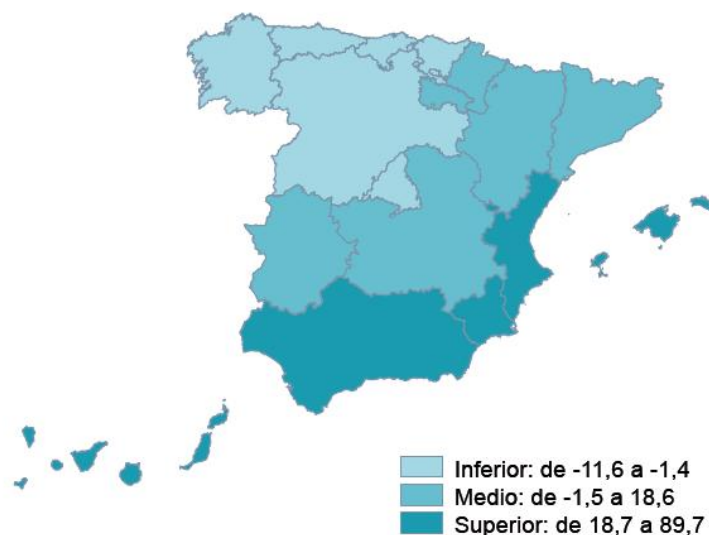 Inferior: de -11,6 a -1,4
Medio: de -1,5 a 18,6
Superior: de 18,7 a 89,7